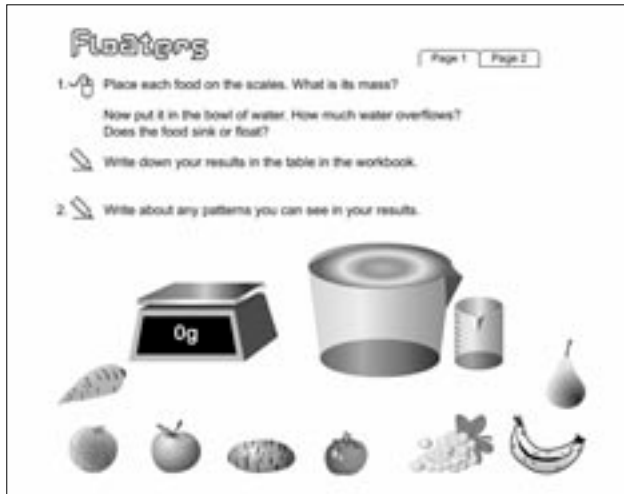 Floaters
Page 1 Page 2
1. Place each food on the scales. What is its mass?
Now put it in the bowl of water. How much water overflows?
Does the food sink or float?
Write down your results in the table in the workbook.
2. Write about any patterns you can see in your results.
0g